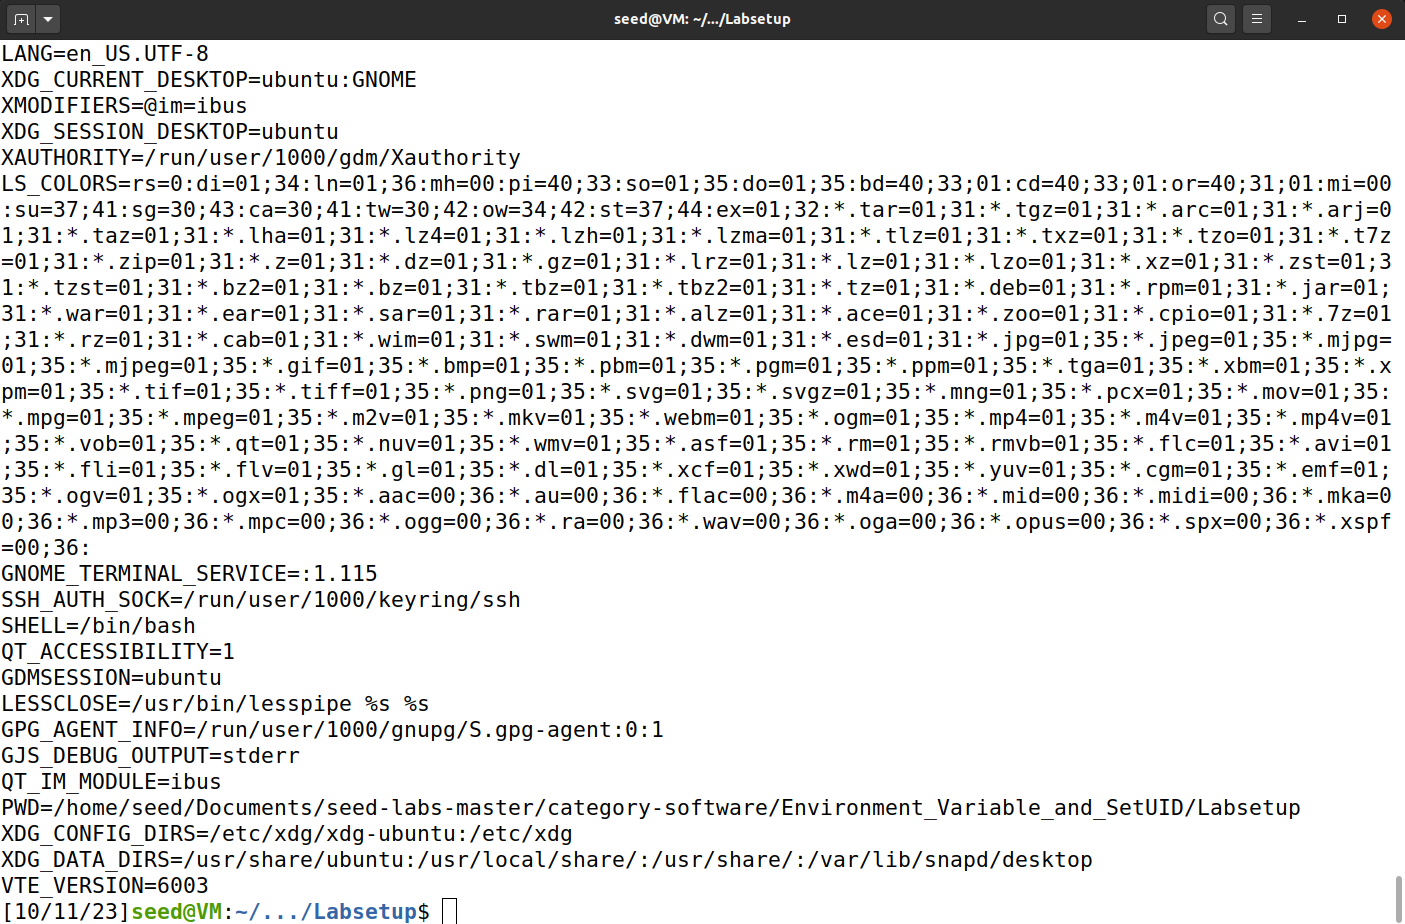 seed@VM: ~/.../Labsetup
LANG=en_US.UTF-8
XDG_CURRENT_DESKTOP=ubuntu:GNOME
XMODIFIERS=@im=ibus
XDG_SESSION_DESKTOP=ubuntu
XAUTHORITY=/run/user/1000/gdm/Xauthority
LS_COLORS=rs=0:di=01;34:ln=01;36:mh=00:pi=40;33:so=01;35:do=01;35:bd=40;33;01:cd=40;33;01:or=40;31;01:mi=00
:su=37;41:sg=30;43:ca=30;41:tw=30;42:ow=34;42:st=37;44:ex=01;32:*.tar=01;31:*.tgz=01;31:*.arc=01;31:*.arj=0
1;31:*.taz=01;31:*.lha=01;31:*.lz4=01;31:*.lzh=01;31:*.lzma=01;31:*.tlz=01;31:*.txz=01;31:*.tzo=01;31:*.t7z
=01;31:*.zip=01;31:*.z=01;31:*.dz=01;31:*.gz=01;31:*.lrz=01;31:*.lz=01;31:*.lzo=01;31:*.xz=01;31:*.zst=01;3
1:*.tzst=01;31:*.bz2=01;31:*.bz=01;31:*.tbz=01;31:*.tbz2=01;31:*.tz=01;31:*.deb=01;31:*.rpm=01;31:*.jar=01;
31:*.war=01;31:*.ear=01;31:*.sar=01;31:*.rar=01;31:*.alz=01;31:*.ace=01;31:*.zoo=01;31:*.cpio=01;31:*.7z=01
;31:*.rz=01;31:*.cab=01;31:*.wim=01;31:*.swm=01;31:*.dwm=01;31:*.esd=01;31:*.jpg=01;35:*.jpeg=01;35:*.mjpg=
01;35:*.mjpeg=01;35:*.gif=01;35:*.bmp=01;35:*.pbm=01;35:*.pgm=01;35:*.ppm=01;35:*.tga=01;35:*.xbm=01;35:*.x
pm=01;35:*.tif=01;35:*.tiff=01;35:*.png=01;35:*.svg=01;35:*.svgz=01;35:*.mng=01;35:*.pcx=01;35:*.mov=01;35:
*.mpg=01;35:*.mpeg=01;35:*.m2v=01;35:*.mkv=01;35:*.webm=01;35:*.ogm=01;35:*.mp4=01;35:*.m4v=01;35:*.mp4v=01
;35:*.vob=01;35:*.qt=01;35:*.nuv=01;35:*.wmv=01;35:*.asf=01;35:*.rm=01;35:*.rmvb=01;35:*.flc=01;35:*.avi=01
;35:*.fli=01;35:*.flv=01;35:*.gl=01;35:*.dl=01;35:*.xcf=01;35:*.xwd=01;35:*.yuv=01;35:*.cgm=01;35:*.emf=01;
35:*.ogv=01;35:*.ogx=01;35:*.aac=00;36:*.au=00;36:*.flac=00;36:*.m4a=00;36:*.mid=00;36:*.midi=00;36:*.mka=0
0;36:*.mp3=00;36:*.mpc=00;36:*.ogg=00;36:*.ra=00;36:*.wav=00;36:*.oga=00;36:*.opus=00;36:*.spx=00;36:*.xspf
=00;36:
GNOME_TERMINAL_SERVICE=:1.115
SSH_AUTH_SOCK=/run/user/1000/keyring/ssh
SHELL=/bin/bash
QT_ACCESSIBILITY=1
GDMSESSION=ubuntu
LESSCLOSE=/usr/bin/lesspipe %s %s
GPG_AGENT_INFO=/run/user/1000/gnupg/S.gpg-agent:0:1
GJS_DEBUG_OUTPUT=stderr
QT_IM_MODULE=ibus
PWD=/home/seed/Documents/seed-labs-master/category-software/Environment_Variable_and_SetUID/Labsetup
XDG_CONFIG_DIRS=/etc/xdg/xdg-ubuntu:/etc/xdg
XDG_DATA_DIRS=/usr/share/ubuntu:/usr/local/share/:/usr/share/:/var/lib/snapd/desktop
VTE_VERSION=6003
[10/11/23]seed@VM:~/.../Labsetup$